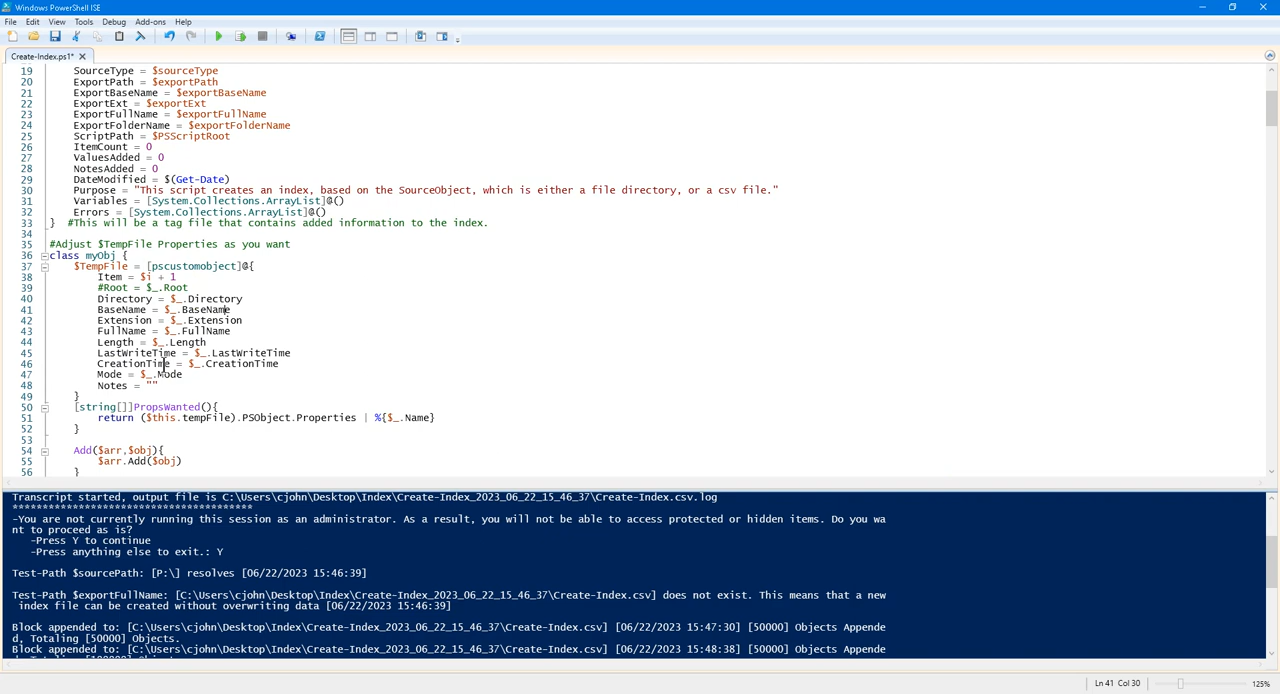 Windows PowerShell ISE
File Edit View Tools Debug Add-ons Help
Create-Index.ps1* X
19 SourceType = $sourceType
20 ExportPath = $exportPath
21 ExportBaseName = $exportBaseName
22 ExportExt = $exportExt
23 ExportFullName = $exportFullName
24 ExportFolderName = $exportFolderName
25 ScriptPath = $PSScriptRoot
26 ItemCount = 0
27 ValuesAdded = 0
28 NotesAdded = 0
29 DateModified = $(Get-Date)
30 Purpose = "This script creates an index, based on the SourceObject, which is either a file directory, or a csv file."
31 Variables = [System.Collections.ArrayList]@()
32 Errors = [System.Collections.ArrayList]@()
33 } #This will be a tag file that contains added information to the index.
34
35 #Adjust $TempFile Properties as you want
36 class myObj {
37 $TempFile = [pscustomobject]@{
38 Item = $i + 1
39 #Root = $_.Root
40 Directory = $_.Directory
41 BaseName = $_.BaseName
42 Extension = $_.Extension
43 FullName = $_.FullName
44 Length = $_.Length
45 LastWriteTime = $_.LastWriteTime
46 CreationTime = $_.CreationTime
47 Mode = $_.Mode
48 Notes = ""
49 }
50 [string[]]PropsWanted(){
51 return ($this.tempFile).PSObject.Properties | %{$_.Name}
52 }
53
54 Add($arr,$obj){
55 $arr.Add($obj)
56 }
Transcript started, output file is C:\Users\cjohn\Desktop\Index\Create-Index_2023_06_22_15_46_37\Create-Index.csv.log
****************************************
-You are not currently running this session as an administrator. As a result, you will not be able to access protected or hidden items. Do you wa
nt to proceed as is?
-Press Y to continue
-Press anything else to exit.: Y
Test-Path $sourcePath: [P:\] resolves [06/22/2023 15:46:39]
Test-Path $exportFullName: [C:\Users\cjohn\Desktop\Index\Create-Index_2023_06_22_15_46_37\Create-Index.csv] does not exist. This means that a new
index file can be created without overwriting data [06/22/2023 15:46:39]
Block appended to: [C:\Users\cjohn\Desktop\Index\Create-Index_2023_06_22_15_46_37\Create-Index.csv] [06/22/2023 15:47:30] [50000] Objects Appende
d, Totaling [50000] Objects.
Block appended to: [C:\Users\cjohn\Desktop\Index\Create-Index_2023_06_22_15_46_37\Create-Index.csv] [06/22/2023 15:48:38] [50000] Objects Appende
Ln 41 Col 30 125%